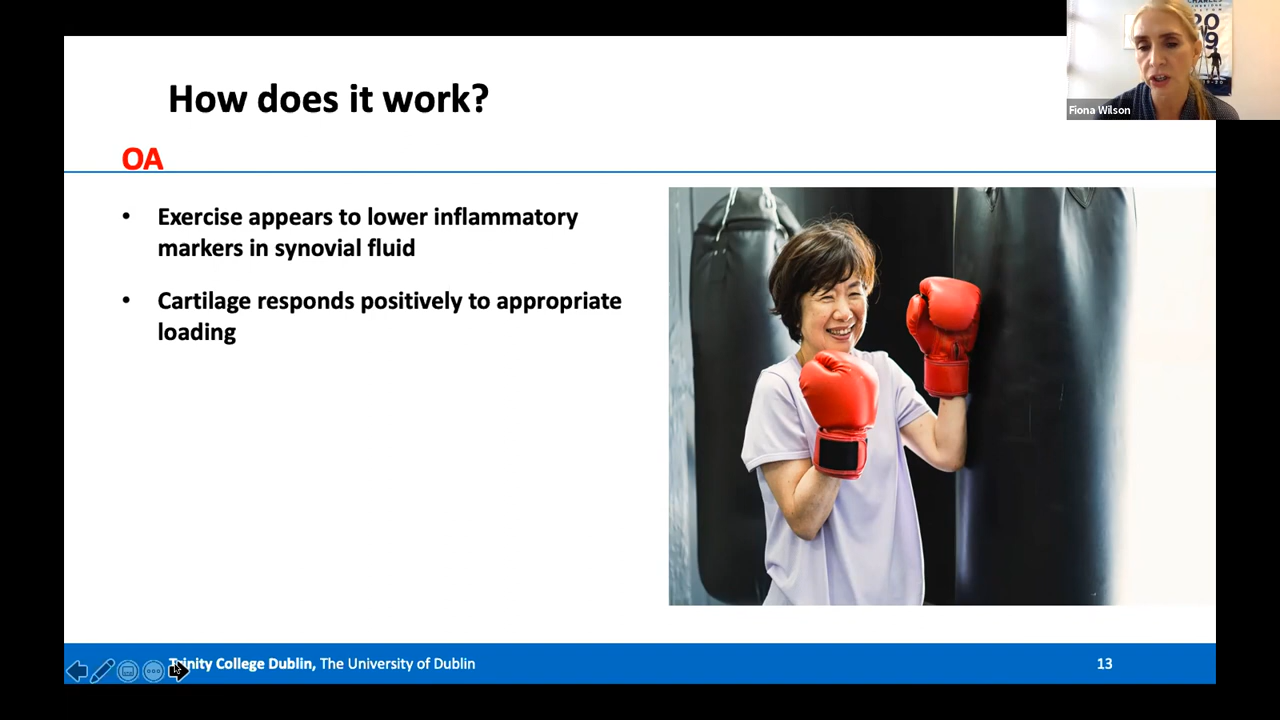 How does it work?
OA
• Exercise appears to lower inflammatory
markers in synovial fluid
• Cartilage responds positively to appropriate
loading
Fiona Wilson
20
Trinity College Dublin, The University of Dublin
13